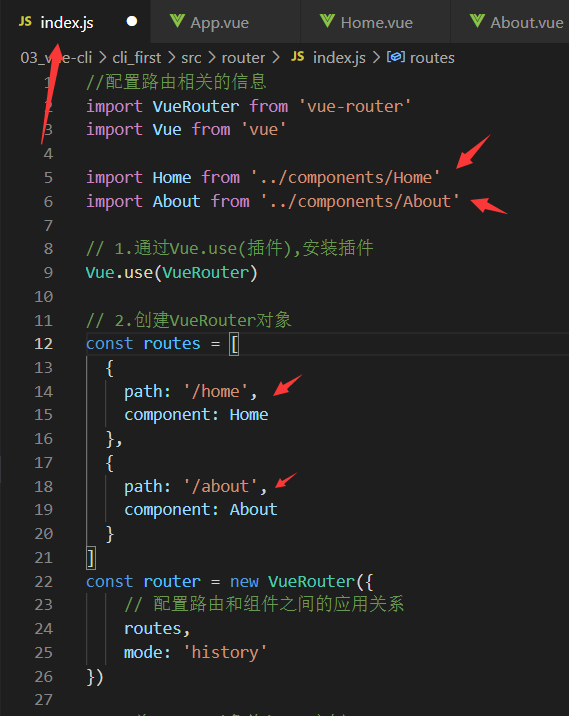 JS index.js ● App.vue Home.vue About.vue
03_vue-cli > cli_first > src > router > JS index.js > routes
1 //配置路由相关的信息
2 import VueRouter from 'vue-router'
3 import Vue from 'vue'
4
5 import Home from '../components/Home'
6 import About from '../components/About'
7
8 // 1.通过Vue.use(插件),安装插件
9 Vue.use(VueRouter)
10
11 // 2.创建VueRouter对象
12 const routes = [
13 {
14 path: '/home',
15 component: Home
16 },
17 {
18 path: '/about',
19 component: About
20 }
21 ]
22 const router = new VueRouter({
23 // 配置路由和组件之间的应用关系
24 routes,
25 mode: 'history'
26 })
27